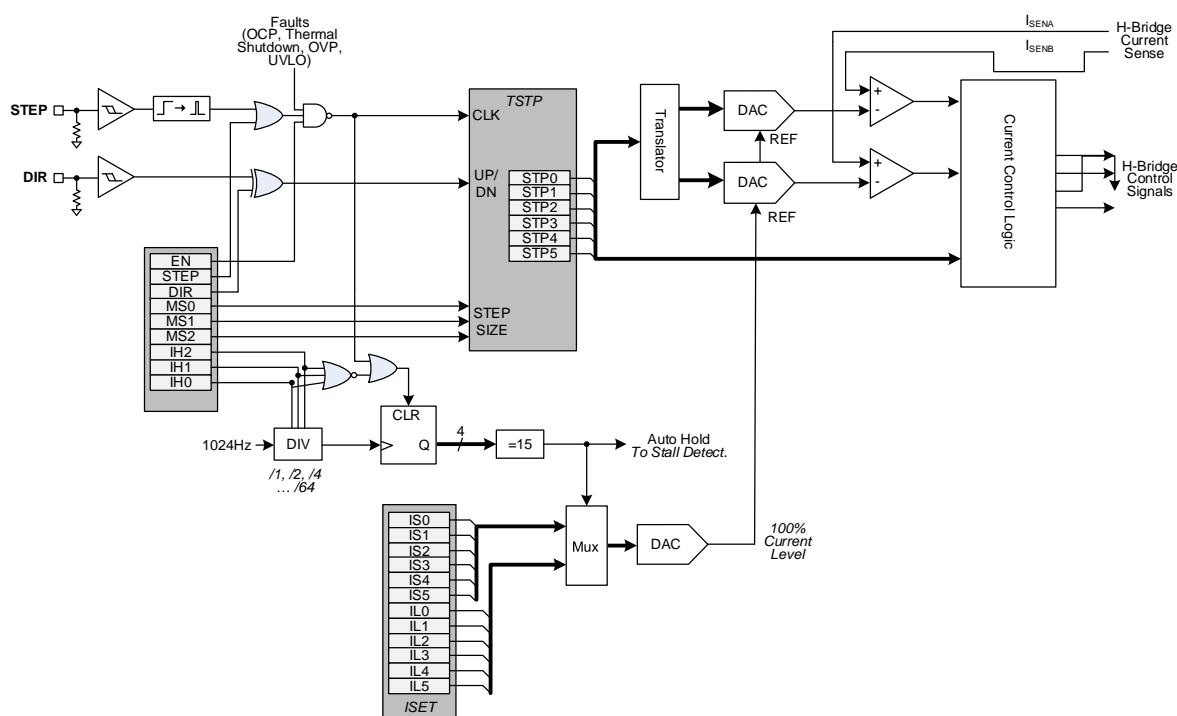 Faults
(OCP, Thermal
Shutdown, OVP,
UVLO)
ISENA
ISENB
H-Bridge
Current
Sense
STEP
DIR
TSTP
CLK
UP/
DN
STP0
STP1
STP2
STP3
STP4
STP5
STEP
SIZE
Translator
DAC
REF
DAC
REF
+
-
+
-
Current Control Logic
H-Bridge
Control
Signals
EN
STEP
DIR
MS0
MS1
MS2
IH2
IH1
IH0
1024Hz
DIV
/1, /2, /4
... /64
CLR
Q
4
=15
Auto Hold
To Stall Detect.
IS0
IS1
IS2
IS3
IS4
IS5
IL0
IL1
IL2
IL3
IL4
IL5
ISET
Mux
DAC
100%
Current
Level